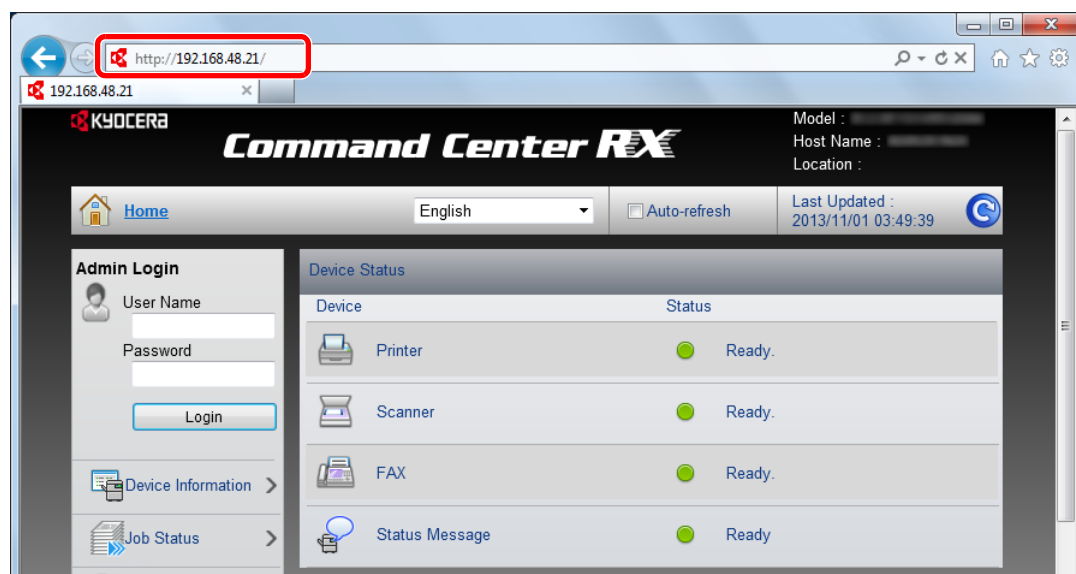 http://192.168.48.21/
192.168.48.21
KYOCERA
Command Center RX
Model :
Host Name :
Location :
Home
English
Auto-refresh
Last Updated :
2013/11/01 03:49:39
Admin Login
User Name
Password
Login
Device Information
Job Status
Device Status
Device Status
Printer Ready.
Scanner Ready.
FAX Ready.
Status Message Ready